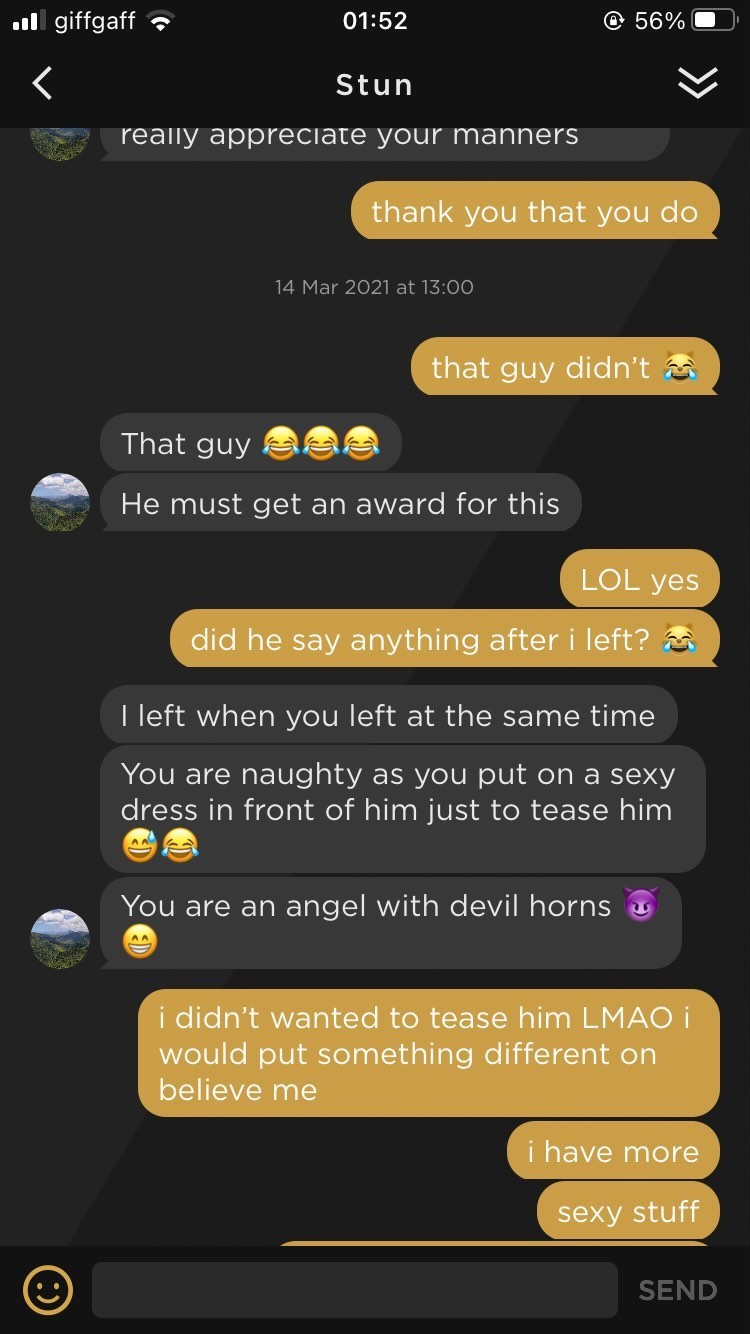 giffgaff 01:52 56%
Stun
really appreciate your manners
thank you that you do
14 Mar 2021 at 13:00
that guy didn’t 😹
That guy 😂😂😂
He must get an award for this
LOL yes
did he say anything after i left? 😹
I left when you left at the same time
You are naughty as you put on a sexy
dress in front of him just to tease him
😅😂
You are an angel with devil horns 😈
😁
i didn’t wanted to tease him LMAO i
would put something different on
believe me
i have more
sexy stuff
SEND